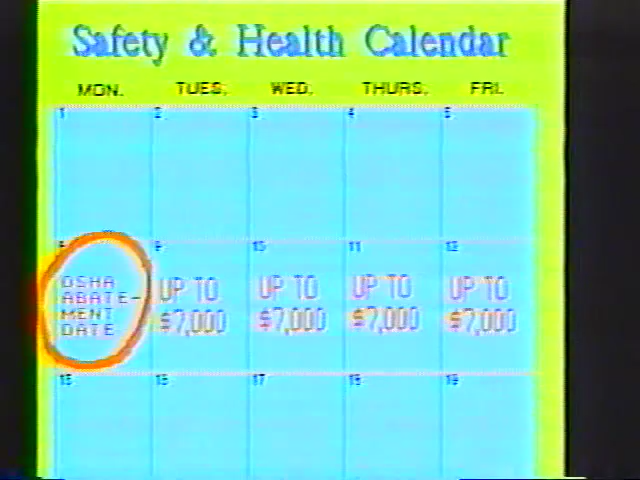 Safety & Health Calendar
MON. TUES. WED. THURS. FRI.
1 2 3 4 5
8 9 10 11 12
OSHA
ABATE-
MENT
DATE
UP TO
$7,000
UP TO
$7,000
UP TO
$7,000
UP TO
$7,000
15 16 17 18 19